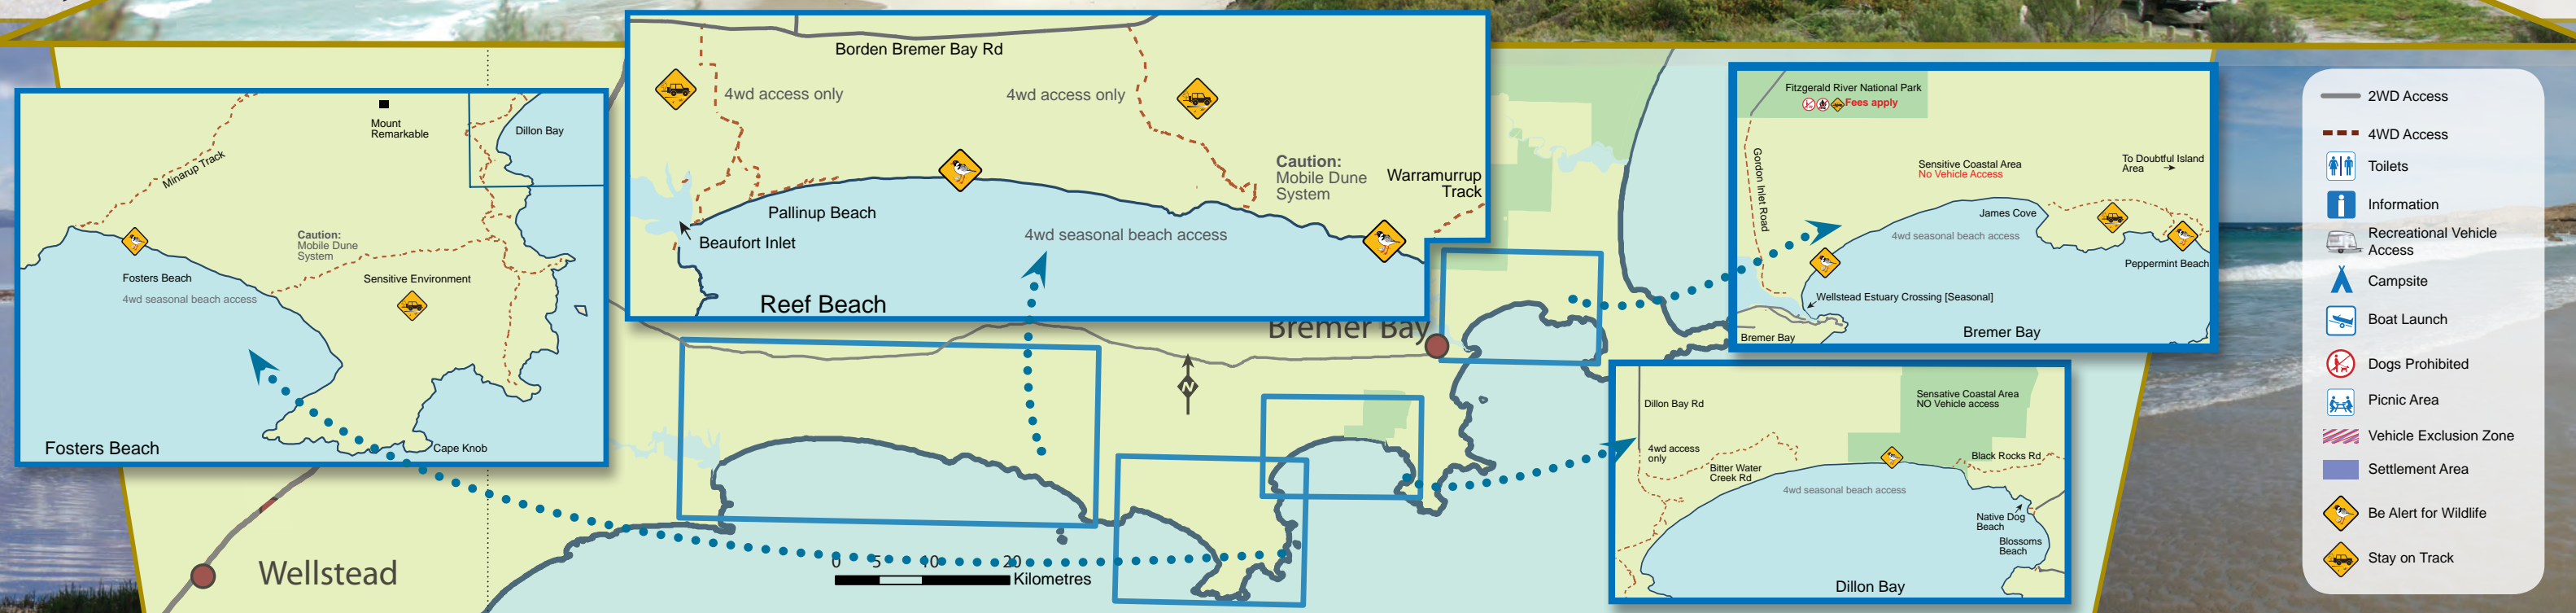 Mount
Remarkable
Dillon Bay
Minarup Track
Caution:
Mobile Dune
System
Fosters Beach
Sensitive Environment
4wd seasonal beach access
Fosters Beach
Cape Knob
Borden Bremer Bay Rd
4wd access only
4wd access only
Caution:
Mobile Dune
System
Warramurrup
Track
Pallinup Beach
Beaufort Inlet
4wd seasonal beach access
Reef Beach
Bremer Bay
N
Wellstead
0 5 10 20
Kilometres
Fitzgerald River National Park
Fees apply
Gordon Inlet Road
Sensitive Coastal Area
No Vehicle Access
To Doubtful Island
Area
James Cove
4wd seasonal beach access
Peppermint Beach
Wellstead Estuary Crossing [Seasonal]
Bremer Bay
Bremer Bay
Dillon Bay Rd
Sensative Coastal Area
NO Vehicle access
4wd access
only
Bitter Water
Creek Rd
Black Rocks Rd
4wd seasonal beach access
Native Dog
Beach
Blossoms
Beach
Dillon Bay
2WD Access
4WD Access
Toilets
i Information
Recreational Vehicle
Access
Campsite
Boat Launch
Dogs Prohibited
Picnic Area
Vehicle Exclusion Zone
Settlement Area
Be Alert for Wildlife
Stay on Track